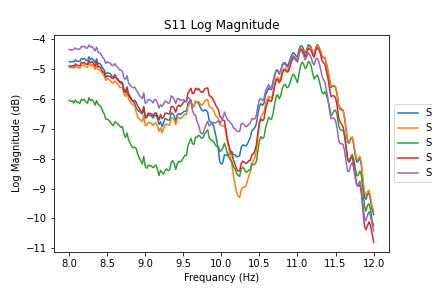 S11 Log Magnitude
−4
−5
−6
−7
−8
−9
−10
−11
Log Magnitude (dB)
8.0 8.5 9.0 9.5 10.0 10.5 11.0 11.5 12.0
Frequancy (Hz)
S
S
S
S
S